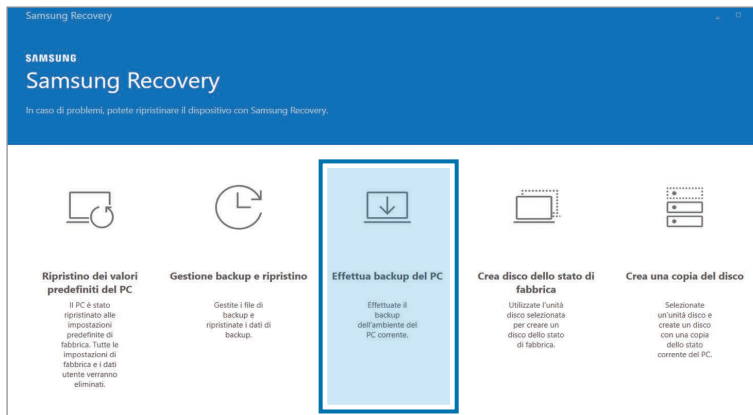 Samsung Recovery
SAMSUNG
Samsung Recovery
In caso di problemi, potete ripristinare il dispositivo con Samsung Recovery.
Ripristino dei valori
predefiniti del PC
Il PC è stato
ripristinato alle
impostazioni
predefinite di
fabbrica. Tutte le
impostazioni di
fabbrica e i dati
utente verranno
eliminati.
Gestione backup e ripristino
Gestite i file di
backup e
ripristinate i dati di
backup.
Effettua backup del PC
Effettuate il
backup
dell'ambiente del
PC corrente.
Crea disco dello stato di
fabbrica
Utilizzate l'unità
disco selezionata
per creare un
disco dello stato
di fabbrica.
Crea una copia del disco
Selezionate
un'unità disco e
create un disco
con una copia
dello stato
corrente del PC.